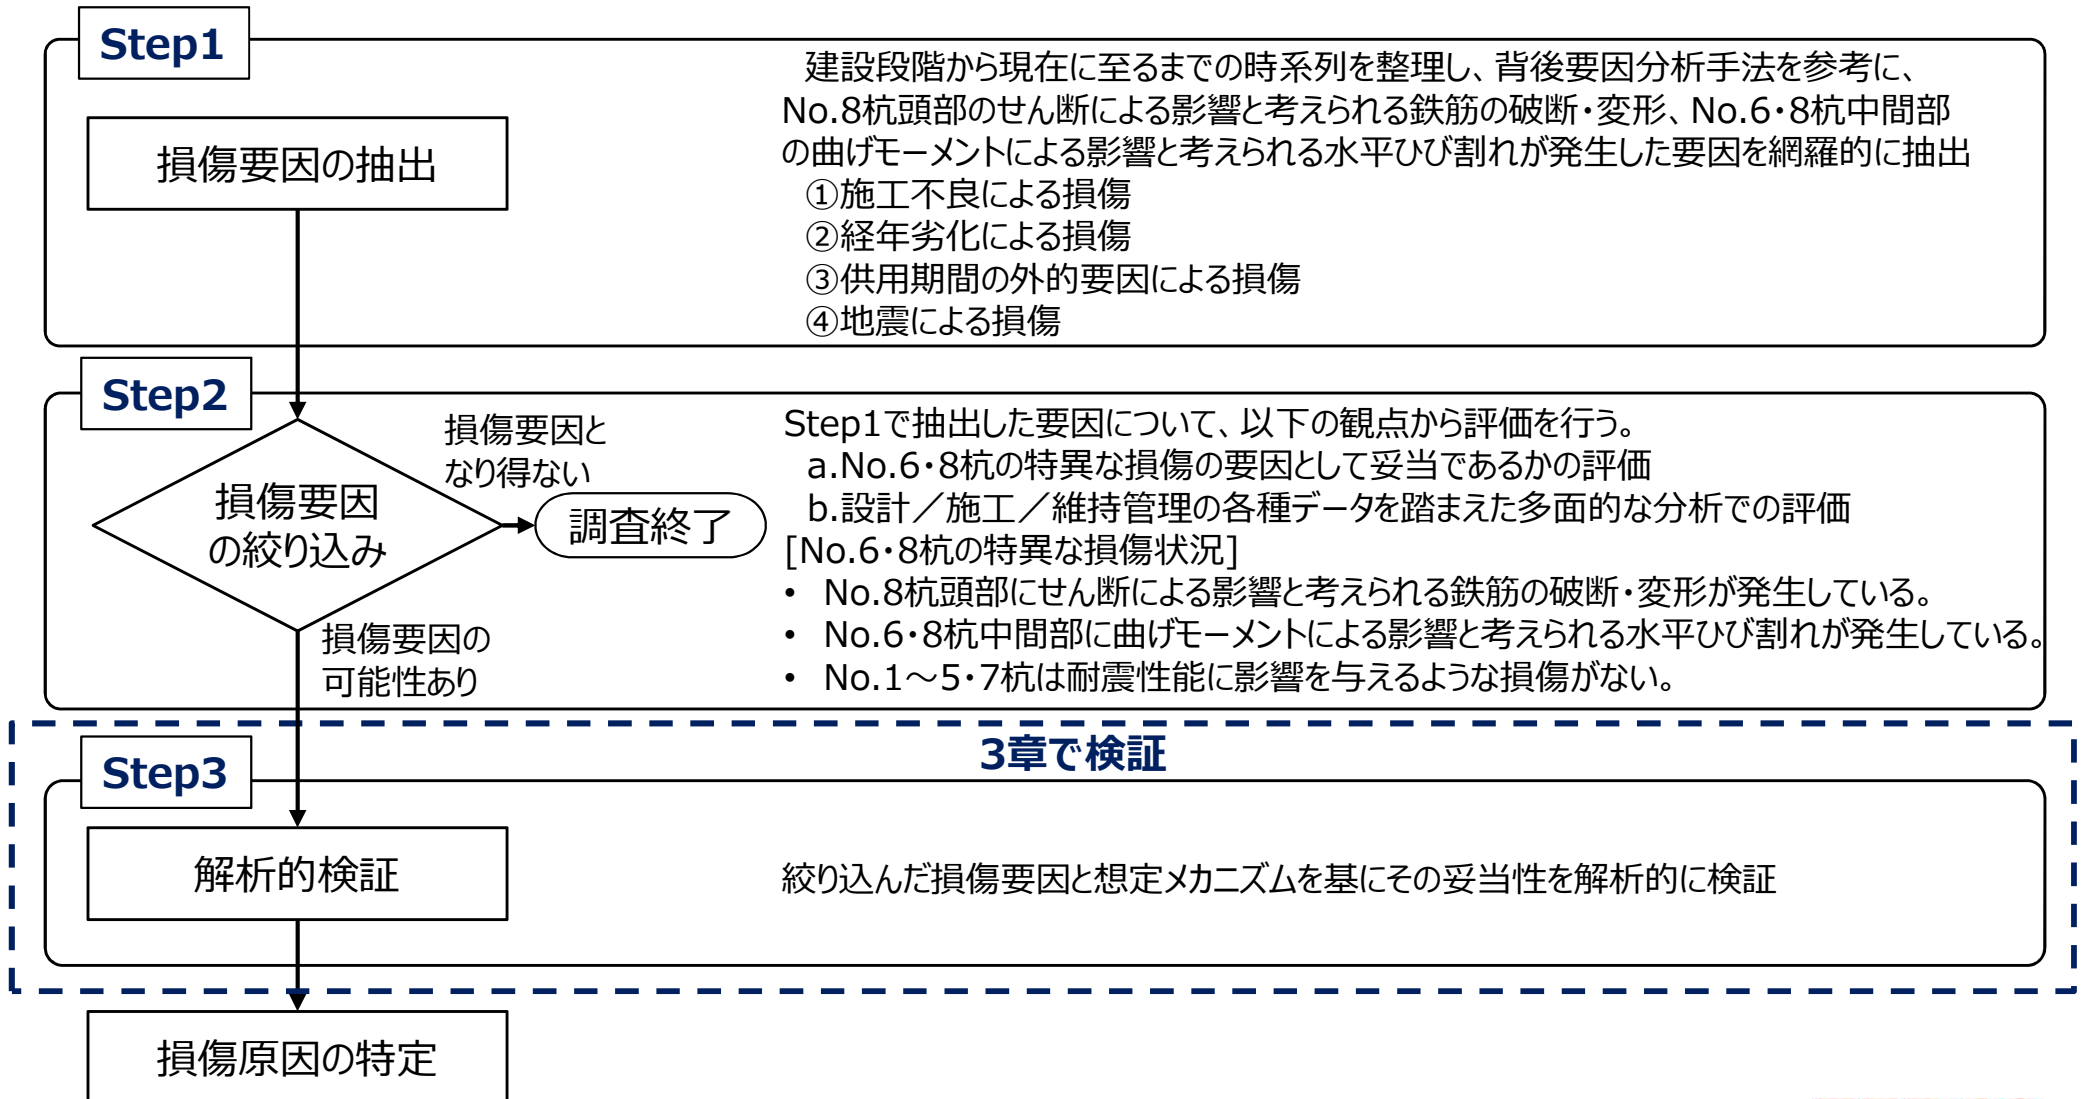 Step1
損傷要因の抽出
建設段階から現在に至るまでの時系列を整理し、背後要因分析手法を参考に、
No.8杭頭部のせん断による影響と考えられる鉄筋の破断・変形、No.6・8杭中間部
の曲げモーメントによる影響と考えられる水平ひび割れが発生した要因を網羅的に抽出
①施工不良による損傷
②経年劣化による損傷
③供用期間の外的要因による損傷
④地震による損傷
Step2
損傷要因
の絞り込み
損傷要因と
なり得ない
調査終了
損傷要因の
可能性あり
Step1で抽出した要因について、以下の観点から評価を行う。
a.No.6・8杭の特異な損傷の要因として妥当であるかの評価
b.設計／施工／維持管理の各種データを踏まえた多面的な分析での評価
[No.6・8杭の特異な損傷状況]
• No.8杭頭部にせん断による影響と考えられる鉄筋の破断・変形が発生している。
• No.6・8杭中間部に曲げモーメントによる影響と考えられる水平ひび割れが発生している。
• No.1～5・7杭は耐震性能に影響を与えるような損傷がない。
3章で検証
Step3
解析的検証
絞り込んだ損傷要因と想定メカニズムを基にその妥当性を解析的に検証
損傷原因の特定